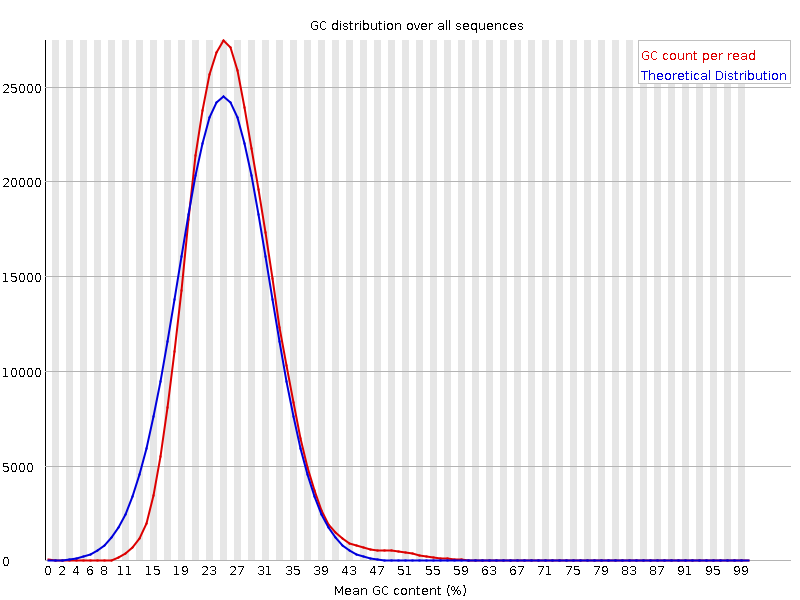 GC distribution over all sequences
GC count per read
Theoretical Distribution
25000
20000
15000
10000
5000
0
0 2 4 6 8 11 15 19 23 27 31 35 39 43 47 51 55 59 63 67 71 75 79 83 87 91 95 99
Mean GC content (%)